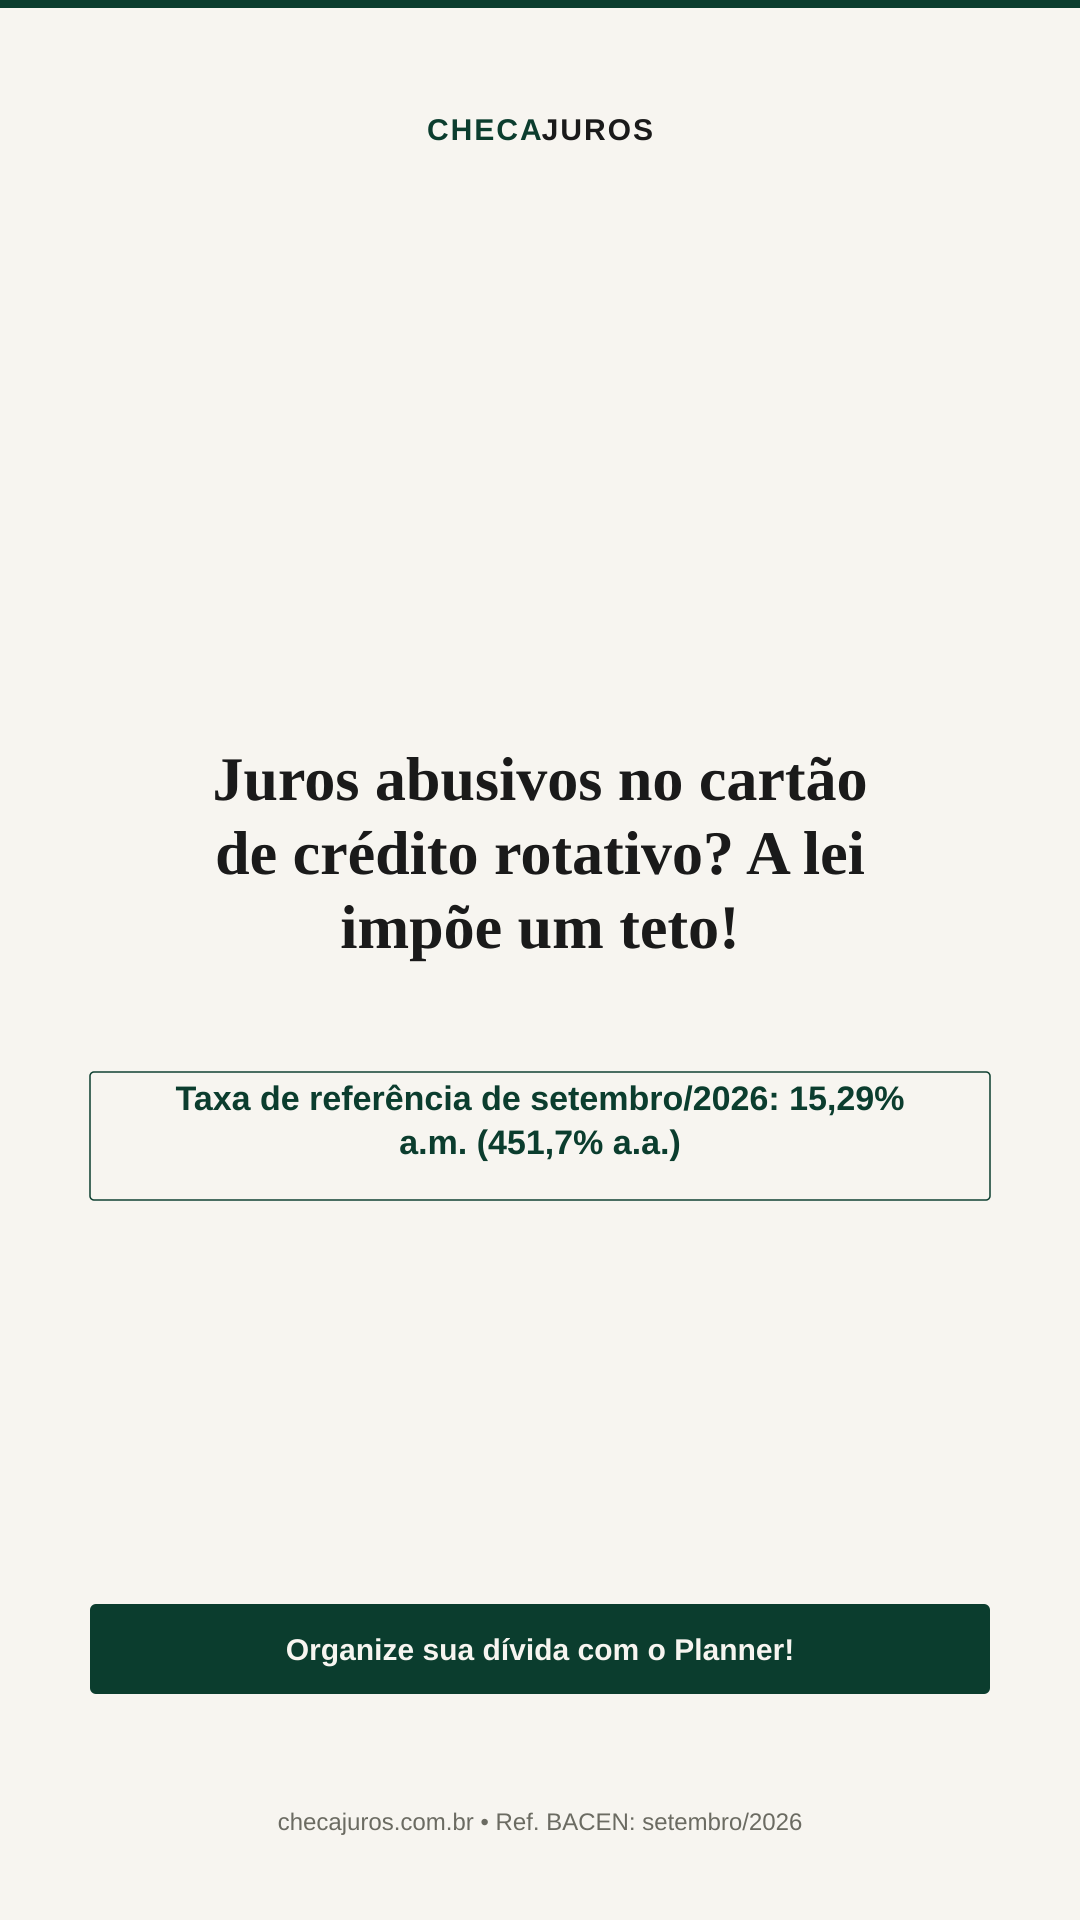 CHECAJUROS
Juros abusivos no cartão
de crédito rotativo? A lei
impõe um teto!
Taxa de referência de setembro/2026: 15,29%
a.m. (451,7% a.a.)
Organize sua dívida com o Planner!
checajuros.com.br • Ref. BACEN: setembro/2026